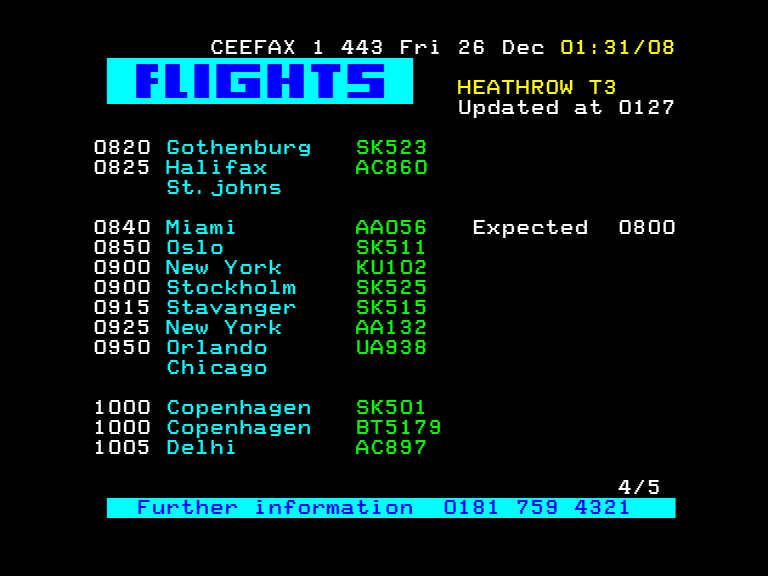 CEEFAX 1 443 Fri 26 Dec 01:31/08
FLIGHTS
HEATHROW T3
Updated at 0127
0820 Gothenburg SK523
0825 Halifax AC860
St.johns
0840 Miami AA056 Expected 0800
0850 Oslo SK511
0900 New York KU102
0900 Stockholm SK525
0915 Stavanger SK515
0925 New York AA132
0950 Orlando UA938
Chicago
1000 Copenhagen SK501
1000 Copenhagen BT5179
1005 Delhi AC897
4/5
Further information 0181 759 4321